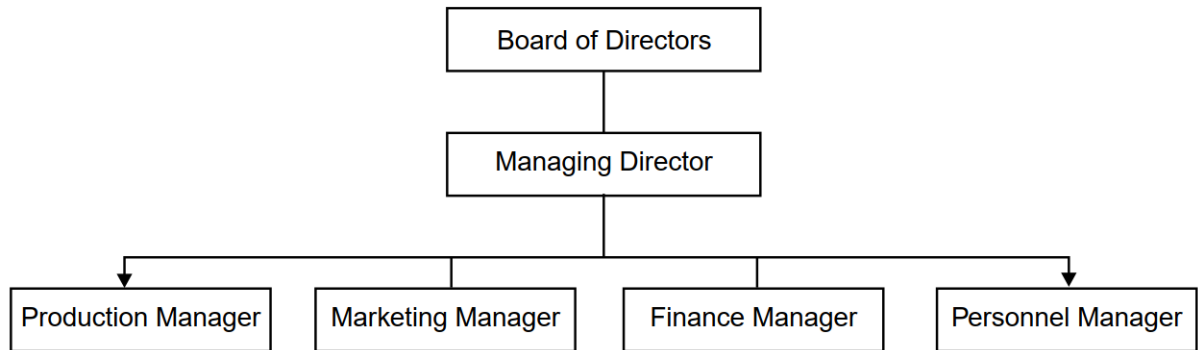 Board of Directors
Managing Director
Production Manager
Marketing Manager
Finance Manager
Personnel Manager